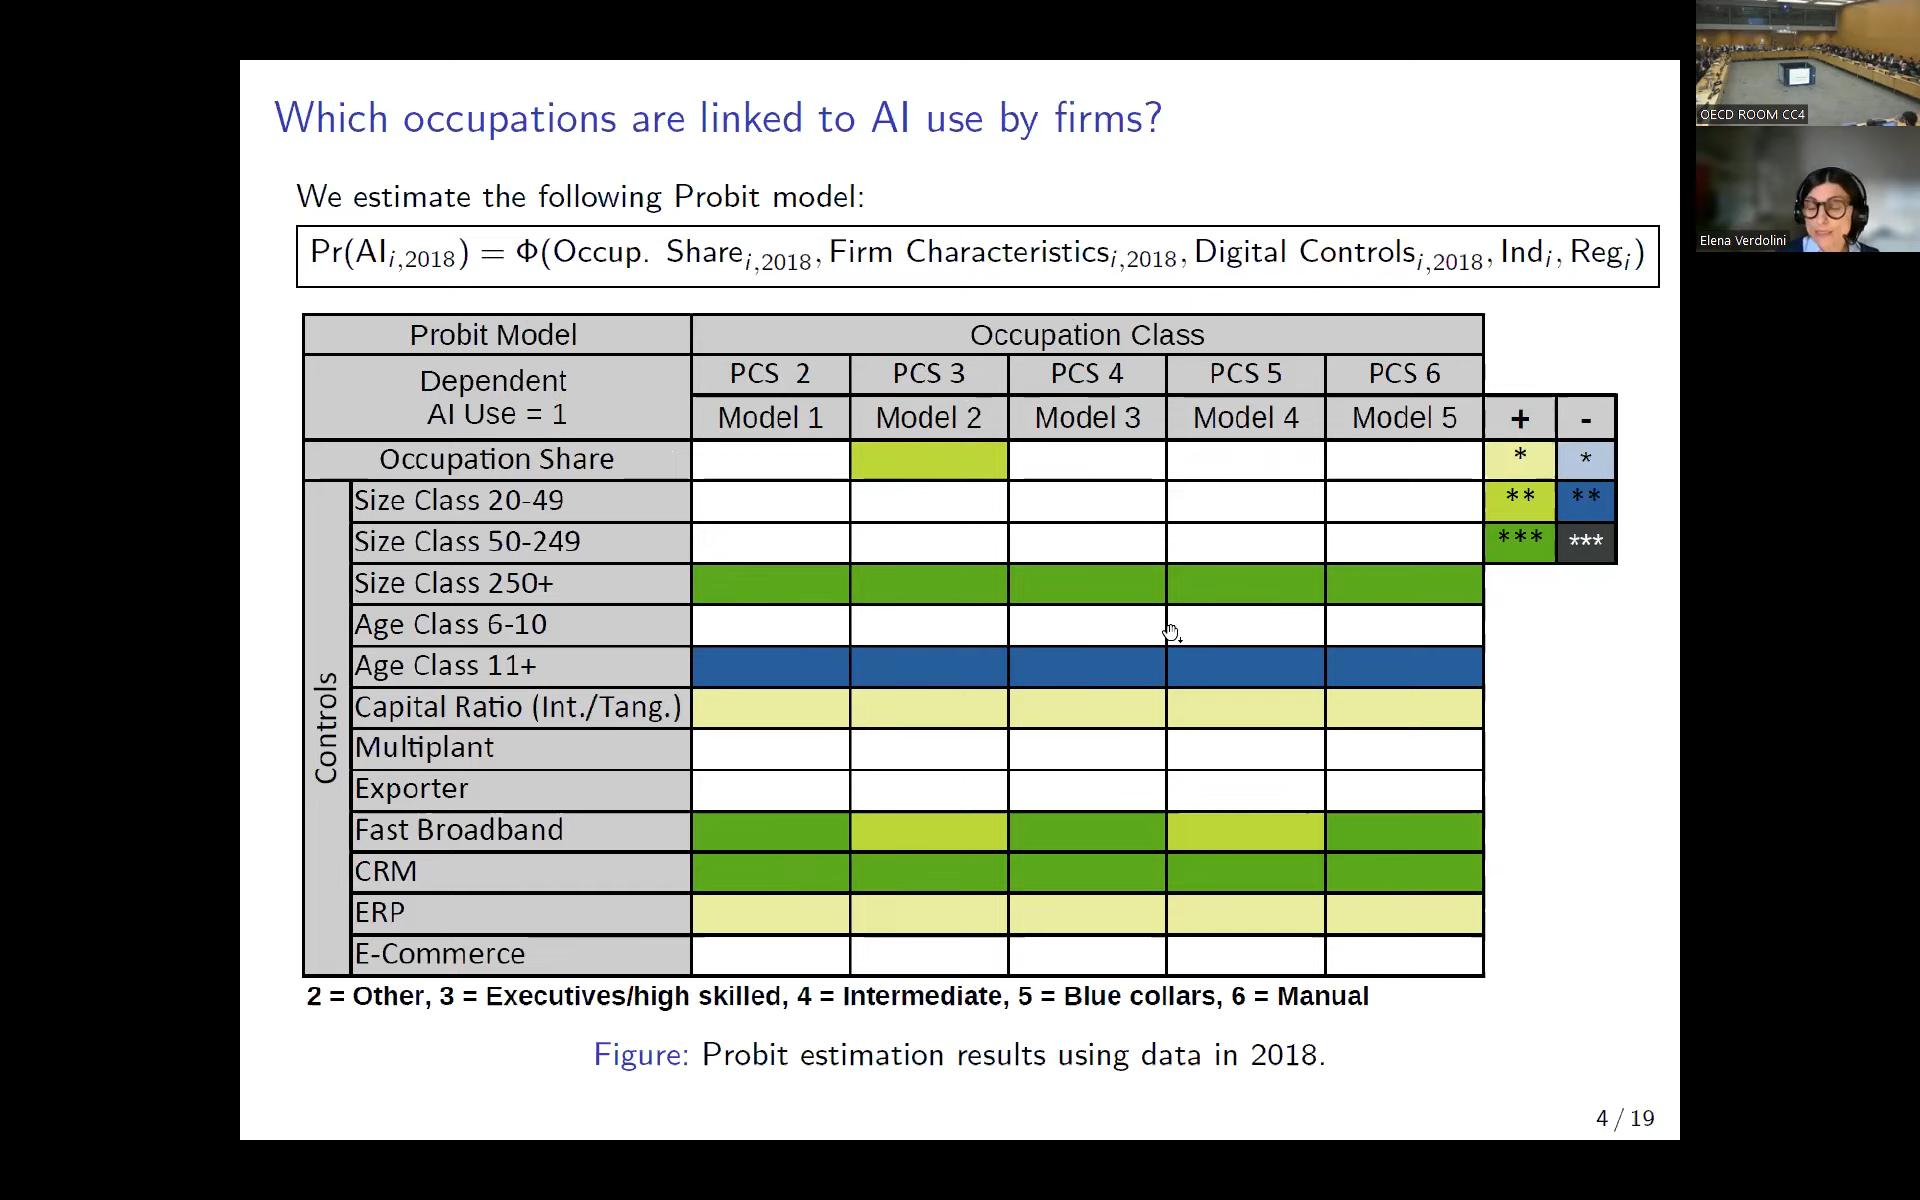 Which occupations are linked to AI use by firms?
We estimate the following Probit model:
Pr(AI_{i,2018}) = Φ(Occup. Share_{i,2018}, Firm Characteristics_{i,2018}, Digital Controls_{i,2018}, Ind_i, Reg_i)
Probit Model Occupation Class
Dependent
AI Use = 1
PCS 2 PCS 3 PCS 4 PCS 5 PCS 6
Model 1 Model 2 Model 3 Model 4 Model 5 + -
Occupation Share * *
Controls
Size Class 20-49 ** **
Size Class 50-249 *** ***
Size Class 250+
Age Class 6-10
Age Class 11+
Capital Ratio (Int./Tang.)
Multiplant
Exporter
Fast Broadband
CRM
ERP
E-Commerce
2 = Other, 3 = Executives/high skilled, 4 = Intermediate, 5 = Blue collars, 6 = Manual
Figure: Probit estimation results using data in 2018.
4 / 19
OECD ROOM CC4
Elena Verdolini